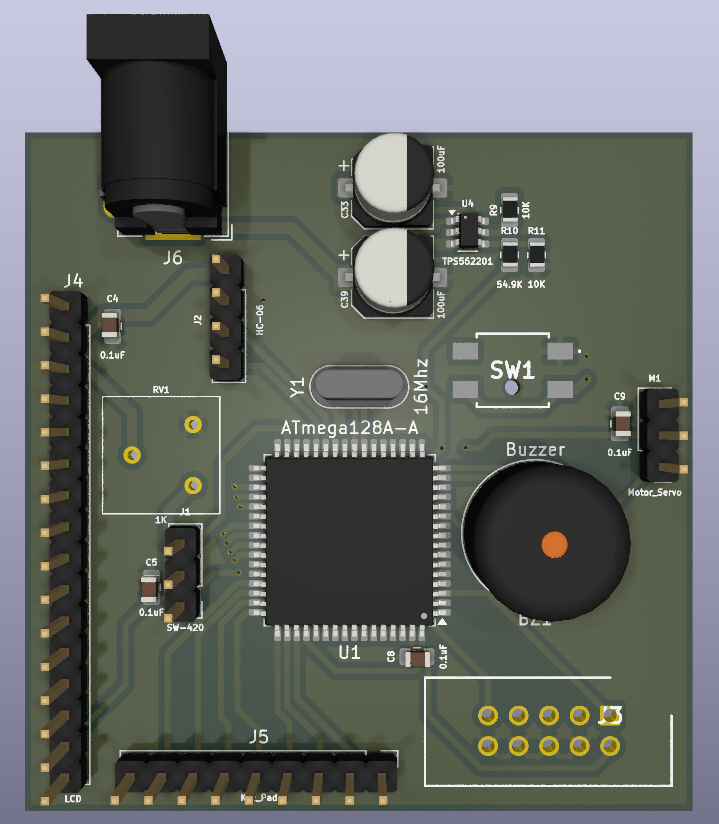 +
C33
100uF
U4
R9
10K
TPS562201
R10
R11
54.9K
10K
+
C39
100uF
J6
J2
HC-06
J4
C4
0.1uF
RV1
1K
Y1
16Mhz
SW1
ATmega128A-A
M1
C9
0.1uF
Motor_Servo
Buzzer
BZ1
J1
C5
0.1uF
SW-420
U1
C8
0.1uF
J3
J5
LCD